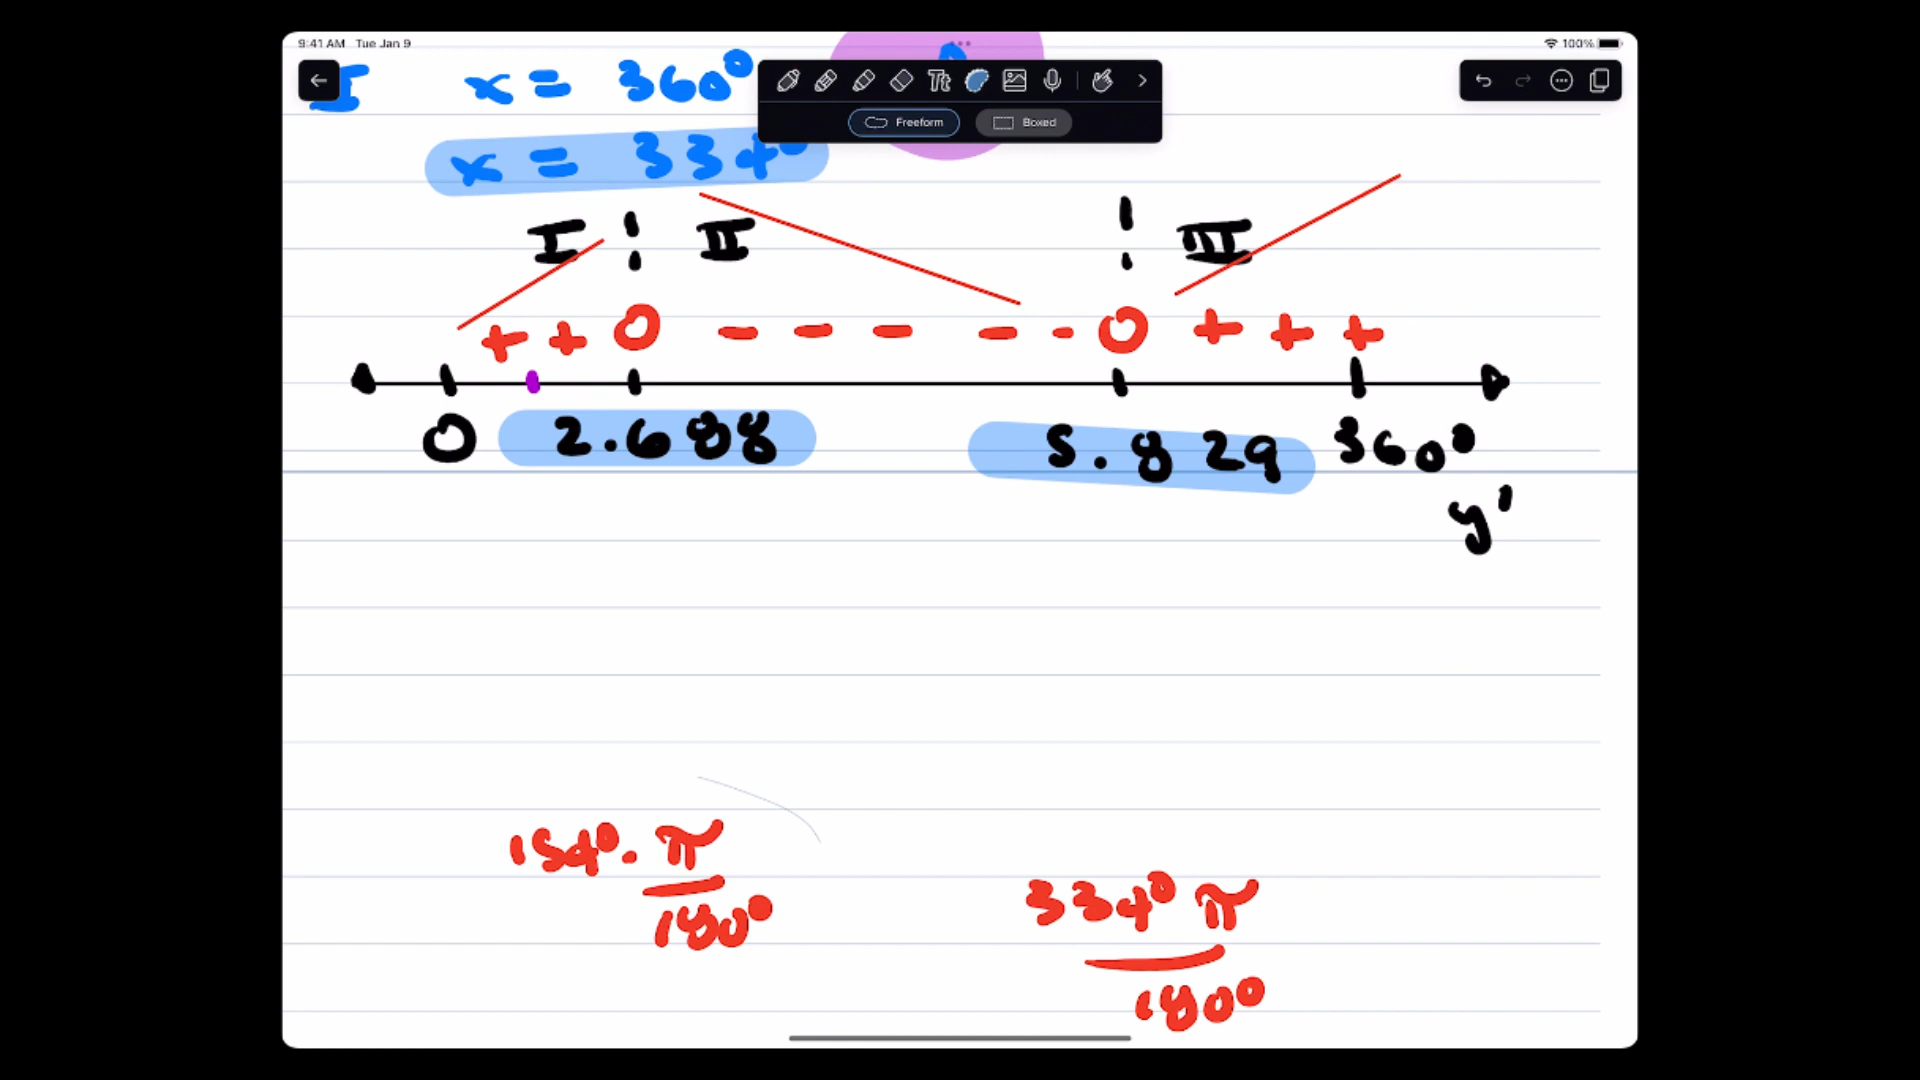 9:41 AM Tue Jan 9
100%
x = 360°
Tt
Freeform
Boxed
x = 334°
I II III
+ + 0 - - - - - 0 + + +
0 2.688 5.829 360°
y'
154° · π
180°
334° π
180°